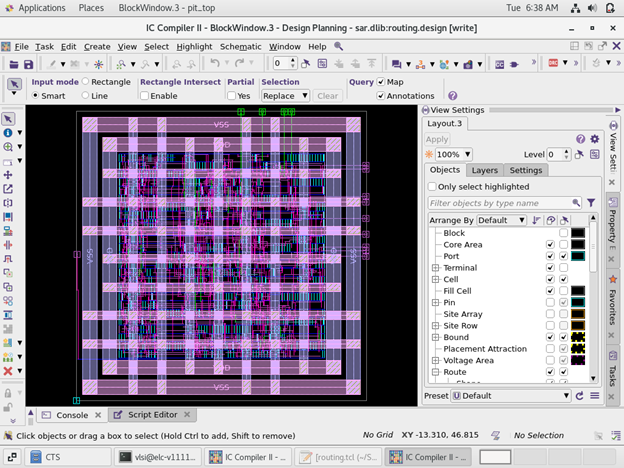 Applications Places BlockWindow.3 - pit_top Tue 6:38 AM
IC Compiler II - BlockWindow.3 - Design Planning - sar.dlib:routing.design [write]
File Task Edit Create View Select Highlight Schematic Window Help
0
Input mode Rectangle Rectangle Intersect Partial Selection Query Map
Smart Line Enable Yes Replace Clear Annotations
VSS
VSS
VSS
VSS
View Settings
Layout.3
Apply
100% Level 0
Objects Layers Settings
Only select highlighted
Filter objects by type name
Arrange By Default
Block
Core Area
Port
Terminal
Cell
Fill Cell
Pin
Site Array
Site Row
Bound
Placement Attraction
Voltage Area
Route
Preset Default
View Setti
Property
Favorites
Tasks
Console Script Editor
Click objects or drag a box to select (Hold Ctrl to add, Shift to remove) No Grid XY -13.310, 46.815 No Selection
CTS vlsi@elc-v1111... IC Compiler II - B... [routing.tcl (~/S... IC Compiler II - B...